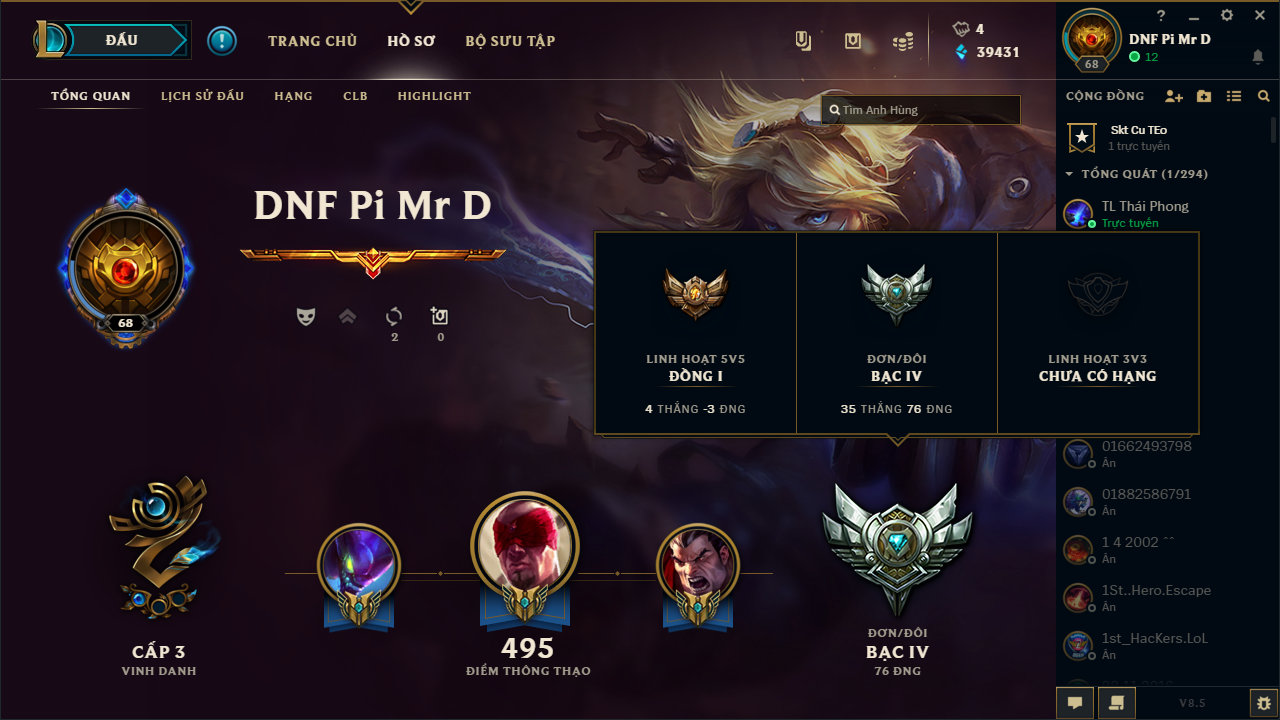 ĐẤU
TRANG CHỦ
HỒ SƠ
BỘ SƯU TẬP
4
39431
?
DNF Pi Mr D
12
68
TỔNG QUAN
LỊCH SỬ ĐẤU
HẠNG
CLB
HIGHLIGHT
Tìm Anh Hùng
CỘNG ĐỒNG
Skt Cu TEo
1 trực tuyến
TỔNG QUÁT (1/294)
TL Thái Phong
Trực tuyến
DNF Pi Mr D
68
2
0
LINH HOẠT 5V5
ĐỒNG I
4 THẮNG -3 ĐNG
ĐƠN/ĐÔI
BẠC IV
35 THẮNG 76 ĐNG
LINH HOẠT 3V3
CHƯA CÓ HẠNG
01662493798
Ẩn
01882586791
Ẩn
1 4 2002 ^^
Ẩn
1St..Hero.Escape
Ẩn
1st_HacKers.LoL
Ẩn
CẤP 3
VINH DANH
495
ĐIỂM THÔNG THẠO
ĐƠN/ĐÔI
BẠC IV
76 ĐNG
V8.5